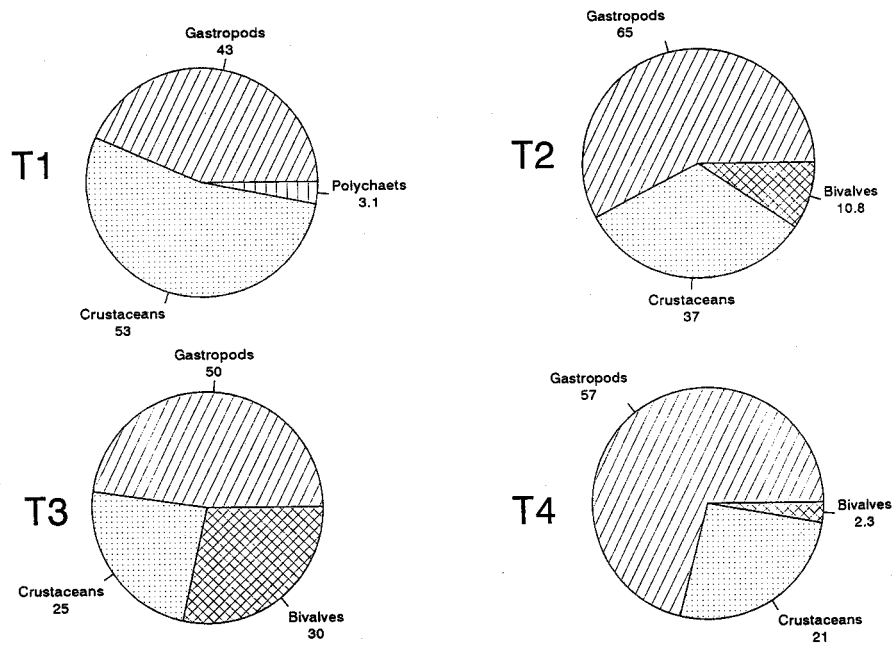 Gastropods
43
T1
Polychaets
3.1
Crustaceans
53
Gastropods
65
T2
Bivalves
10.8
Crustaceans
37
Gastropods
50
T3
Crustaceans
25
Bivalves
30
Gastropods
57
T4
Bivalves
2.3
Crustaceans
21